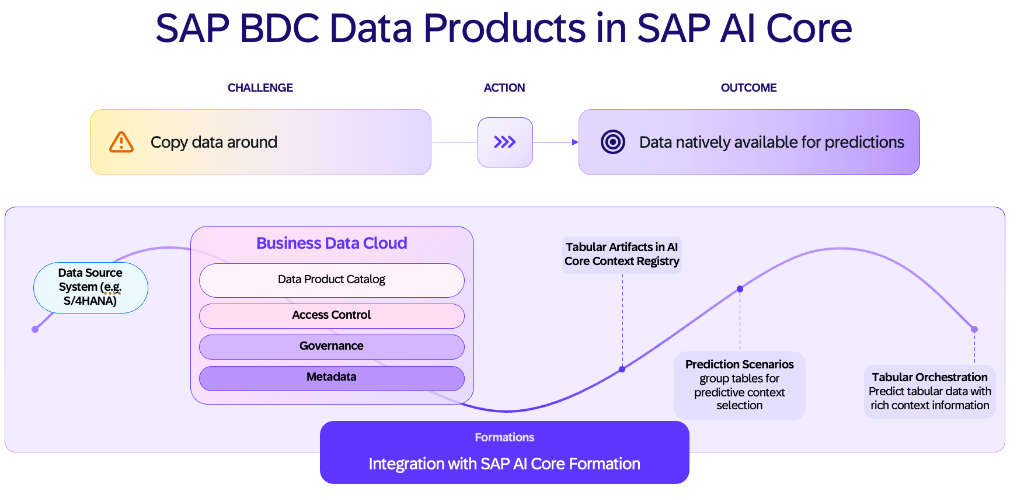 SAP BDC Data Products in SAP AI Core
CHALLENGE
ACTION
OUTCOME
Copy data around
Data natively available for predictions
Data Source
System (e.g.
S/4HANA)
Business Data Cloud
Data Product Catalog
Access Control
Governance
Metadata
Tabular Artifacts in AI
Core Context Registry
Prediction Scenarios
group tables for
predictive context
selection
Tabular Orchestration
Predict tabular data with
rich context information
Formations
Integration with SAP AI Core Formation